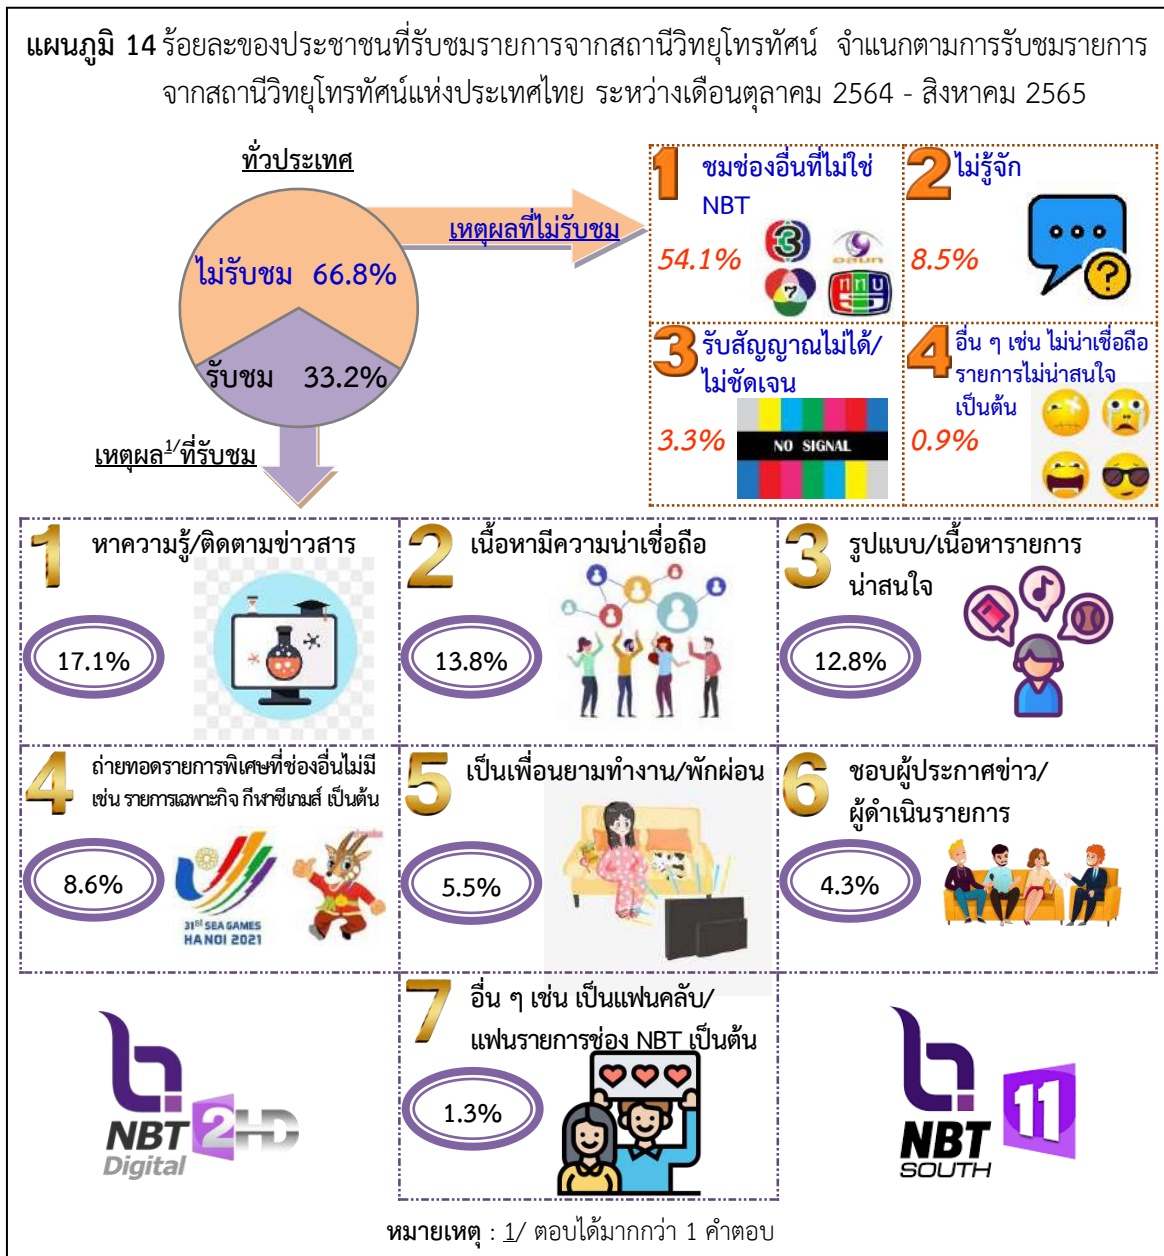 แผนภูมิ 14 ร้อยละของประชาชนที่รับชมรายการจากสถานีวิทยุโทรทัศน์ จำแนกตามการรับชมรายการ
จากสถานีวิทยุโทรทัศน์แห่งประเทศไทย ระหว่างเดือนตุลาคม 2564 - สิงหาคม 2565
ทั่วประเทศ
ไม่รับชม 66.8%
รับชม 33.2%
เหตุผลที่ไม่รับชม
1 ชมช่องอื่นที่ไม่ใช่
NBT
54.1%
3
อสมท
7
ททบ
5
2 ไม่รู้จัก
8.5%
3 รับสัญญาณไม่ได้/
ไม่ชัดเจน
3.3%
NO SIGNAL
4 อื่น ๆ เช่น ไม่น่าเชื่อถือ
รายการไม่น่าสนใจ
เป็นต้น
0.9%
เหตุผล1/ที่รับชม
1 หาความรู้/ติดตามข่าวสาร
17.1%
2 เนื้อหามีความน่าเชื่อถือ
13.8%
3 รูปแบบ/เนื้อหารายการ
น่าสนใจ
12.8%
4 ถ่ายทอดรายการพิเศษที่ช่องอื่นไม่มี
เช่น รายการเฉพาะกิจ กีฬาซีเกมส์ เป็นต้น
8.6%
31ST SEA GAMES
HANOI 2021
5 เป็นเพื่อนยามทำงาน/พักผ่อน
5.5%
6 ชอบผู้ประกาศข่าว/
ผู้ดำเนินรายการ
4.3%
7 อื่น ๆ เช่น เป็นแฟนคลับ/
แฟนรายการช่อง NBT เป็นต้น
1.3%
NBT 2HD
Digital
NBT 11
SOUTH
หมายเหตุ : 1/ ตอบได้มากกว่า 1 คำตอบ